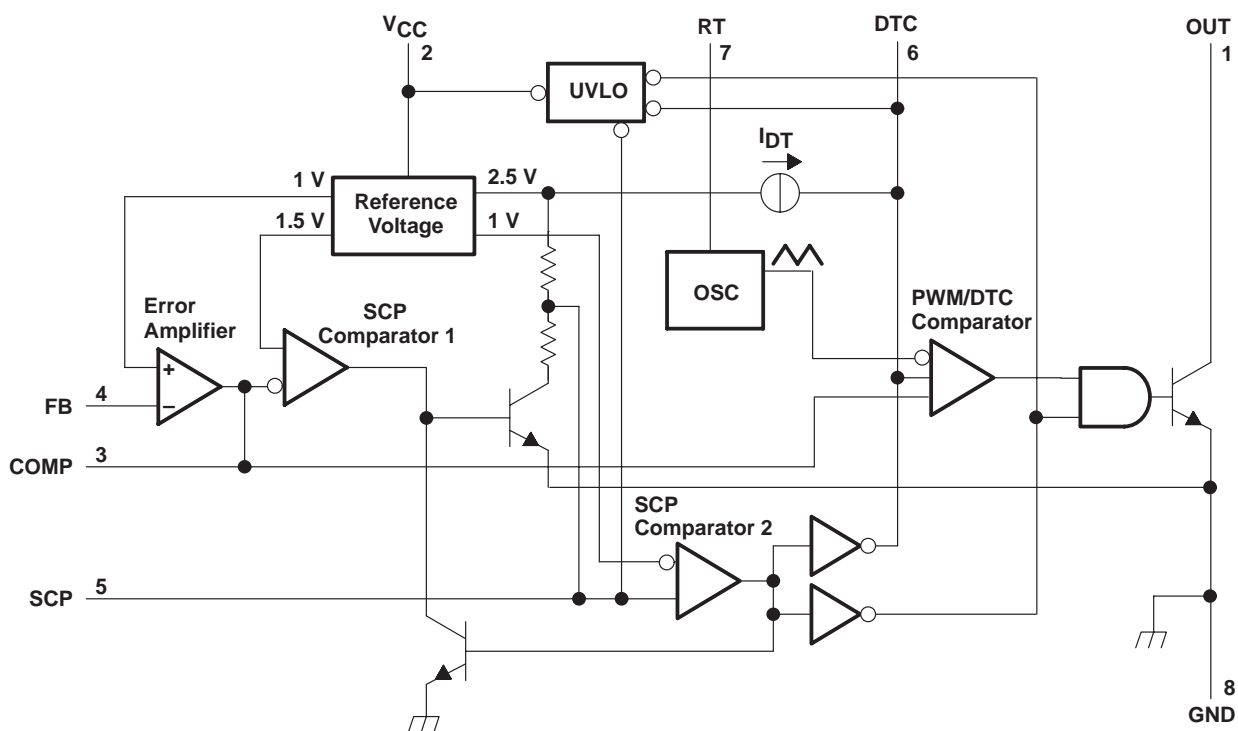 VCC
2
RT
7
DTC
6
OUT
1
UVLO
IDT
1 V
2.5 V
Reference
Voltage
1.5 V
1 V
OSC
Error
Amplifier
SCP
Comparator 1
PWM/DTC
Comparator
+
−
FB
4
COMP
3
SCP
Comparator 2
SCP
5
8
GND